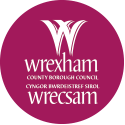 wrexham
COUNTY BOROUGH COUNCIL
CYNGOR BWRDEISTREF SIROL
wrecsam